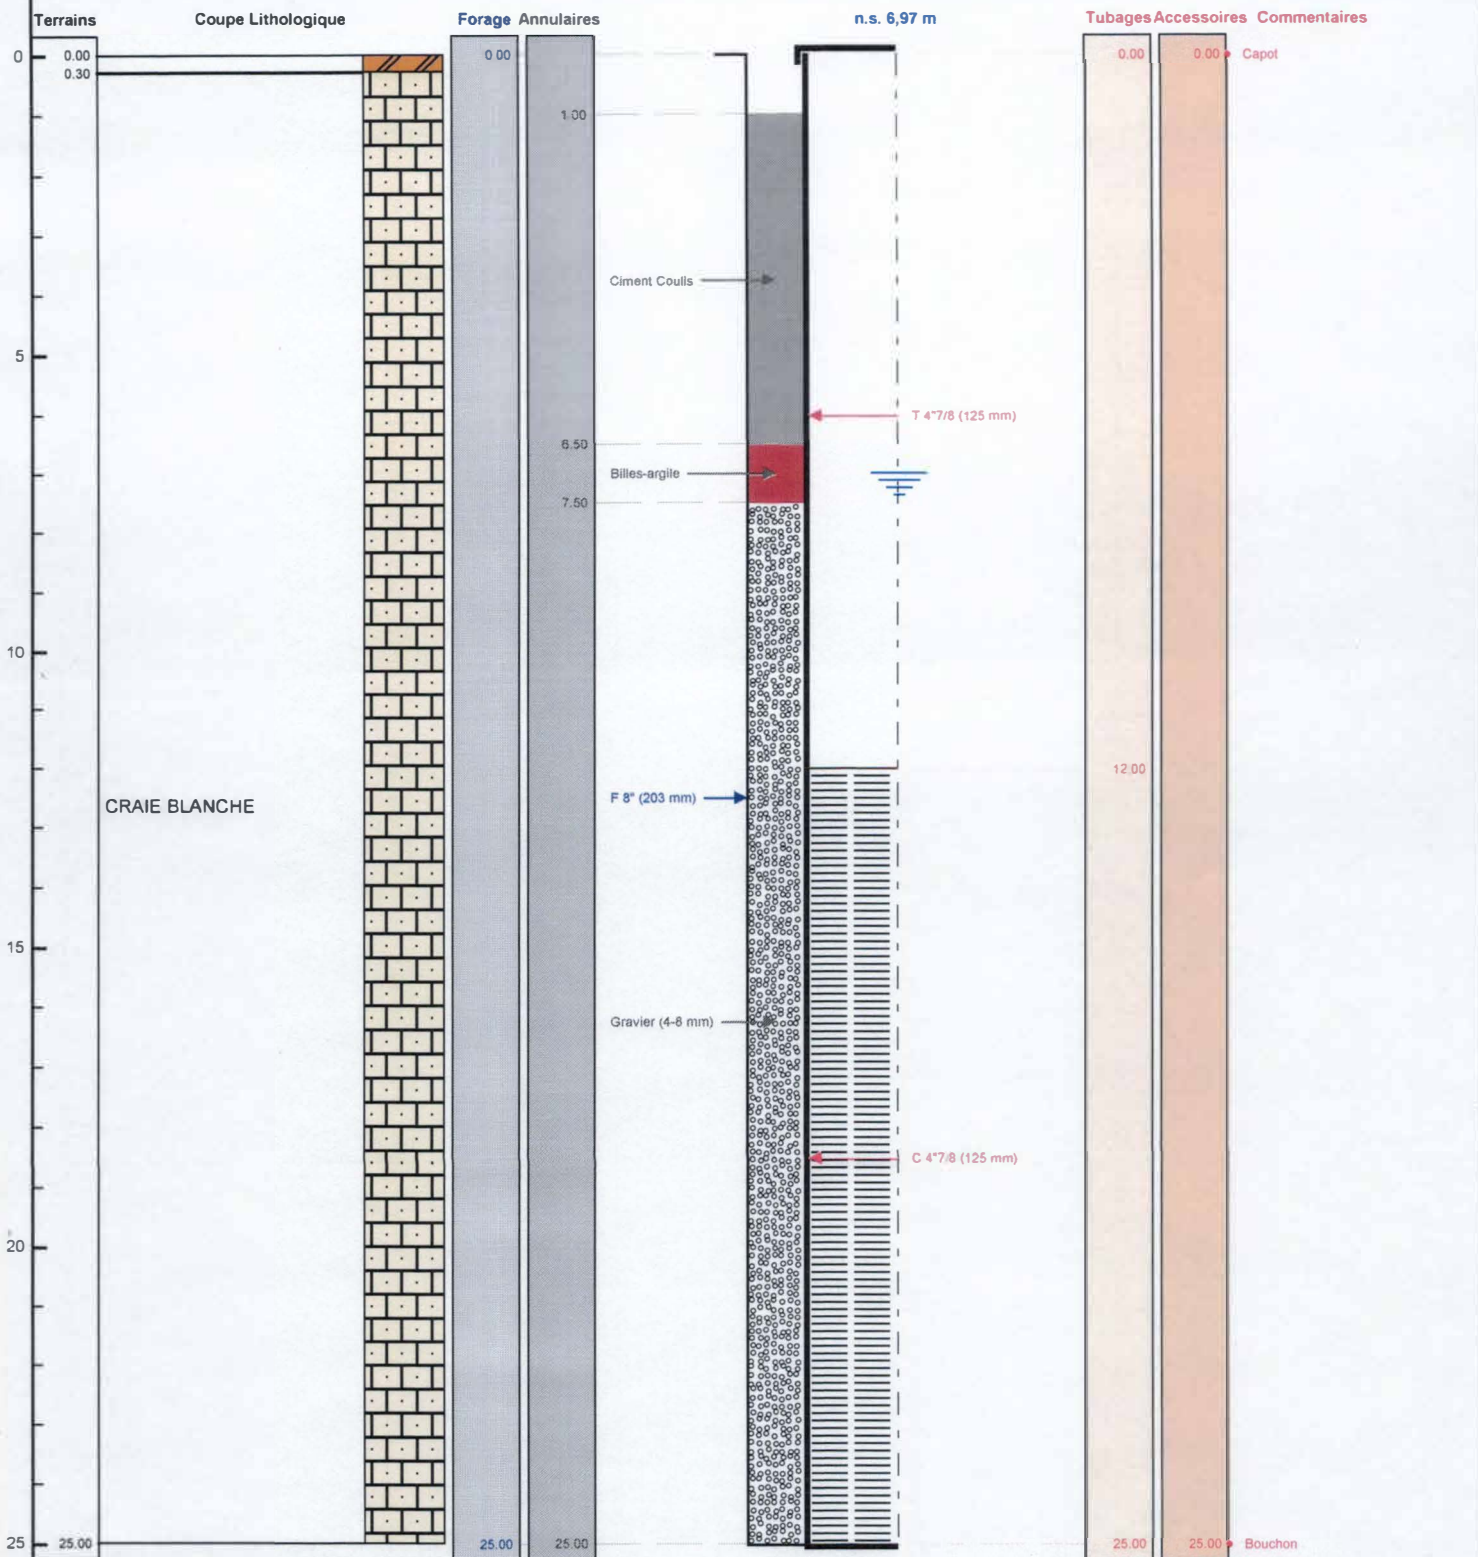 Terrains Coupe Lithologique Forage Annulaires n.s. 6,97 m Tubages Accessoires Commentaires
0 0.00 0 00 0.00 0.00 Capot
0.30
1.00
Ciment Coulis
5
T 4"7/8 (125 mm)
6.50
Billes-argile
7.50
10
12.00
F 8" (203 mm)
CRAIE BLANCHE
15
Gravier (4-6 mm)
C 4"7/8 (125 mm)
20
25 25.00 25.00 25.00 25.00 25.00 Bouchon